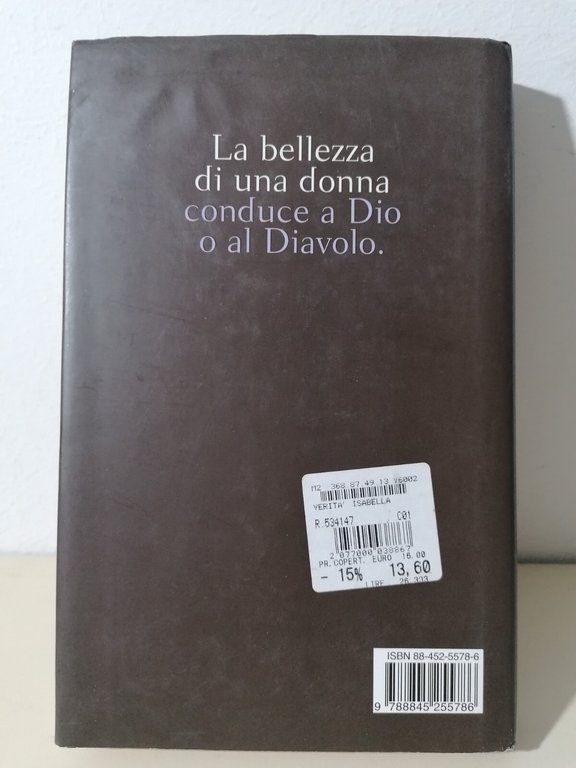 La bellezza
di una donna
conduce a Dio
o al Diavolo.
M2 368 87 49 13 V6002
VERITA' ISABELLA
R.534147 C01
2 077000 038867
PR.COPERT. EURO 16.00
- 15% 13,60
LIRE 26.333
ISBN 88-452-5578-6
9 788845 255786